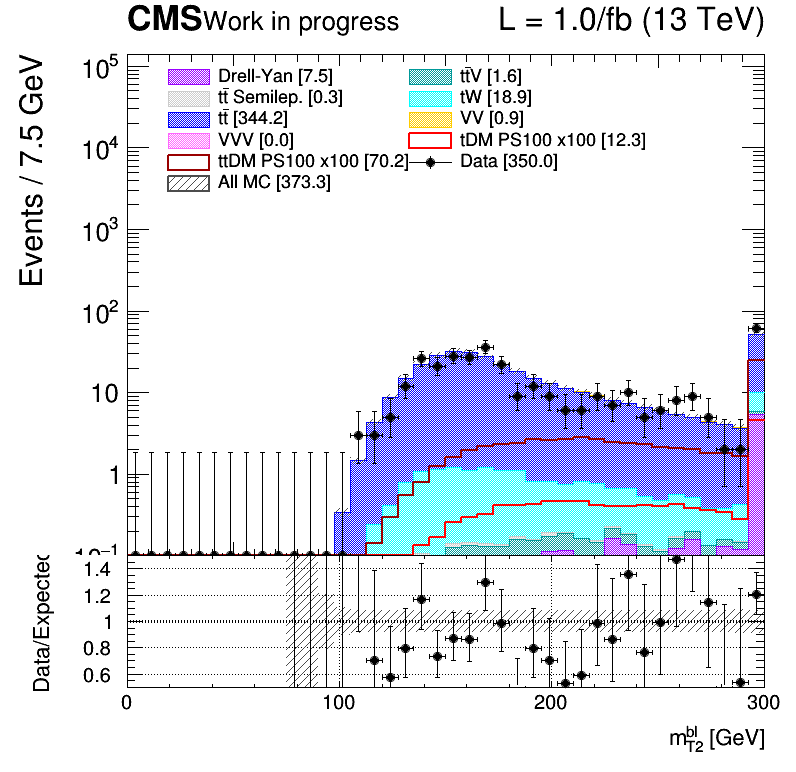 CMS Work in progress L = 1.0/fb (13 TeV)
Events / 7.5 GeV
10⁵
10⁴
10³
10²
10
1
10⁻¹
Drell-Yan [7.5]
tt̄V [1.6]
tt̄ Semilep. [0.3]
tW [18.9]
tt̄ [344.2]
VV [0.9]
VVV [0.0]
tDM PS100 x100 [12.3]
ttDM PS100 x100 [70.2]
Data [350.0]
All MC [373.3]
Data/Expected
1.4
1.2
1
0.8
0.6
0 100 200 300
m_{T2}^{bl} [GeV]